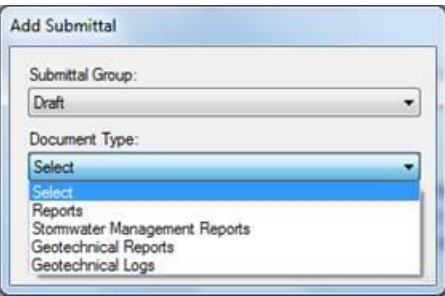 Add Submittal
Submittal Group:
Draft
Document Type:
Select
Select
Reports
Stormwater Management Reports
Geotechnical Reports
Geotechnical Logs